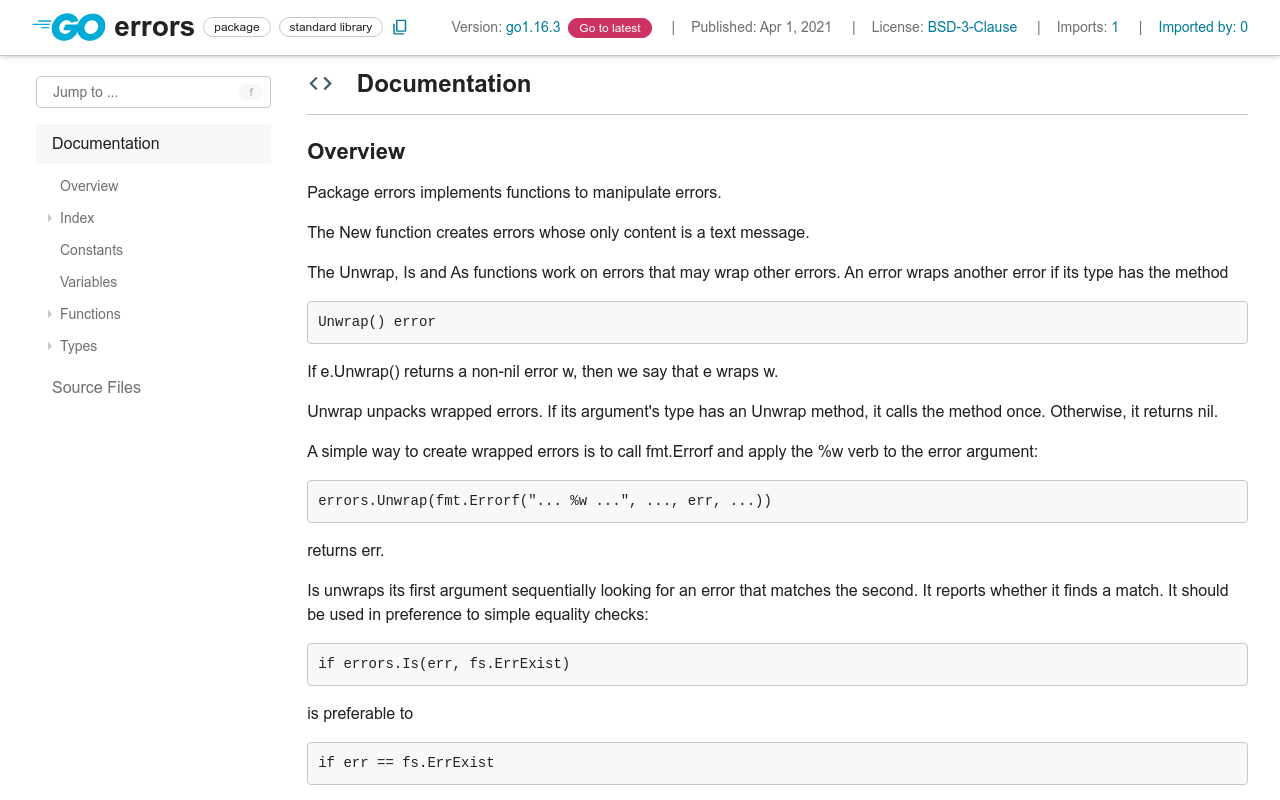 GO errors package standard library Version: go1.16.3 Go to latest | Published: Apr 1, 2021 | License: BSD-3-Clause | Imports: 1 | Imported by: 0
Jump to ... f
Documentation
Overview
Index
Constants
Variables
Functions
Types
Source Files
Documentation
Overview
Package errors implements functions to manipulate errors.
The New function creates errors whose only content is a text message.
The Unwrap, Is and As functions work on errors that may wrap other errors. An error wraps another error if its type has the method
Unwrap() error
If e.Unwrap() returns a non-nil error w, then we say that e wraps w.
Unwrap unpacks wrapped errors. If its argument's type has an Unwrap method, it calls the method once. Otherwise, it returns nil.
A simple way to create wrapped errors is to call fmt.Errorf and apply the %w verb to the error argument:
errors.Unwrap(fmt.Errorf("... %w ...", ..., err, ...))
returns err.
Is unwraps its first argument sequentially looking for an error that matches the second. It reports whether it finds a match. It should
be used in preference to simple equality checks:
if errors.Is(err, fs.ErrExist)
is preferable to
if err == fs.ErrExist